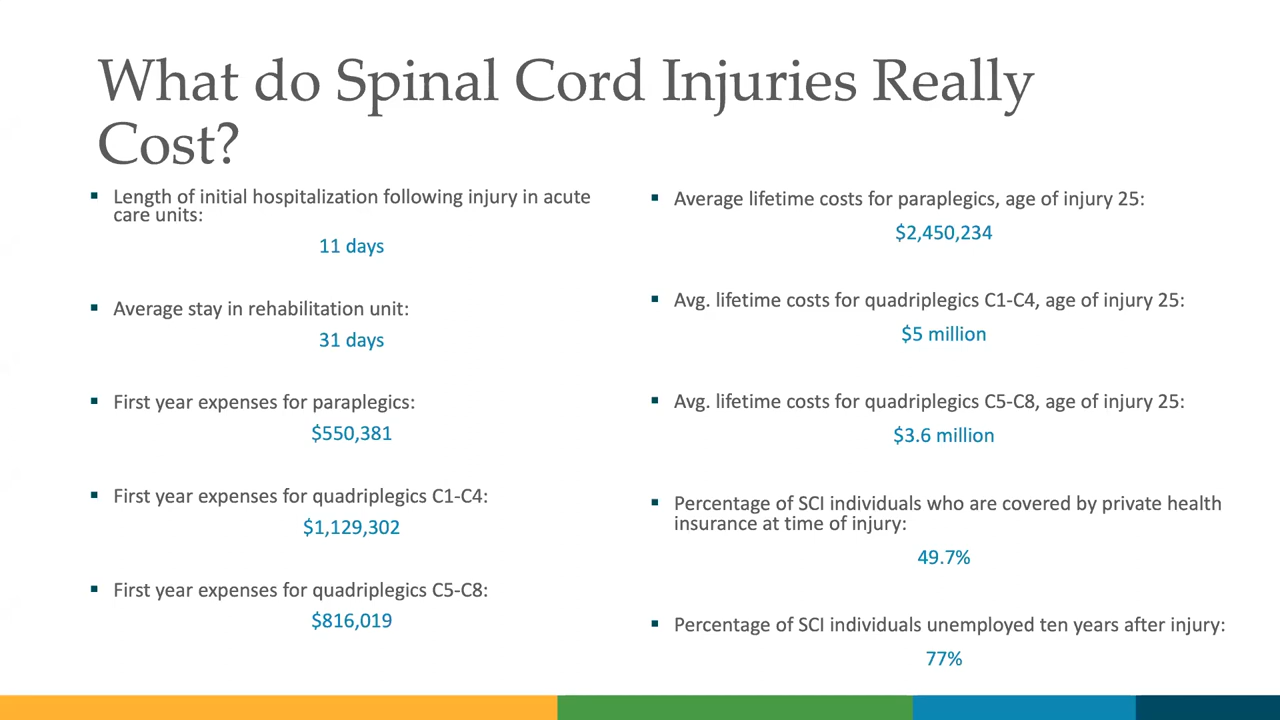 What do Spinal Cord Injuries Really
Cost?
▪ Length of initial hospitalization following injury in acute
care units:
11 days
▪ Average stay in rehabilitation unit:
31 days
▪ First year expenses for paraplegics:
$550,381
▪ First year expenses for quadriplegics C1-C4:
$1,129,302
▪ First year expenses for quadriplegics C5-C8:
$816,019
▪ Average lifetime costs for paraplegics, age of injury 25:
$2,450,234
▪ Avg. lifetime costs for quadriplegics C1-C4, age of injury 25:
$5 million
▪ Avg. lifetime costs for quadriplegics C5-C8, age of injury 25:
$3.6 million
▪ Percentage of SCI individuals who are covered by private health
insurance at time of injury:
49.7%
▪ Percentage of SCI individuals unemployed ten years after injury:
77%